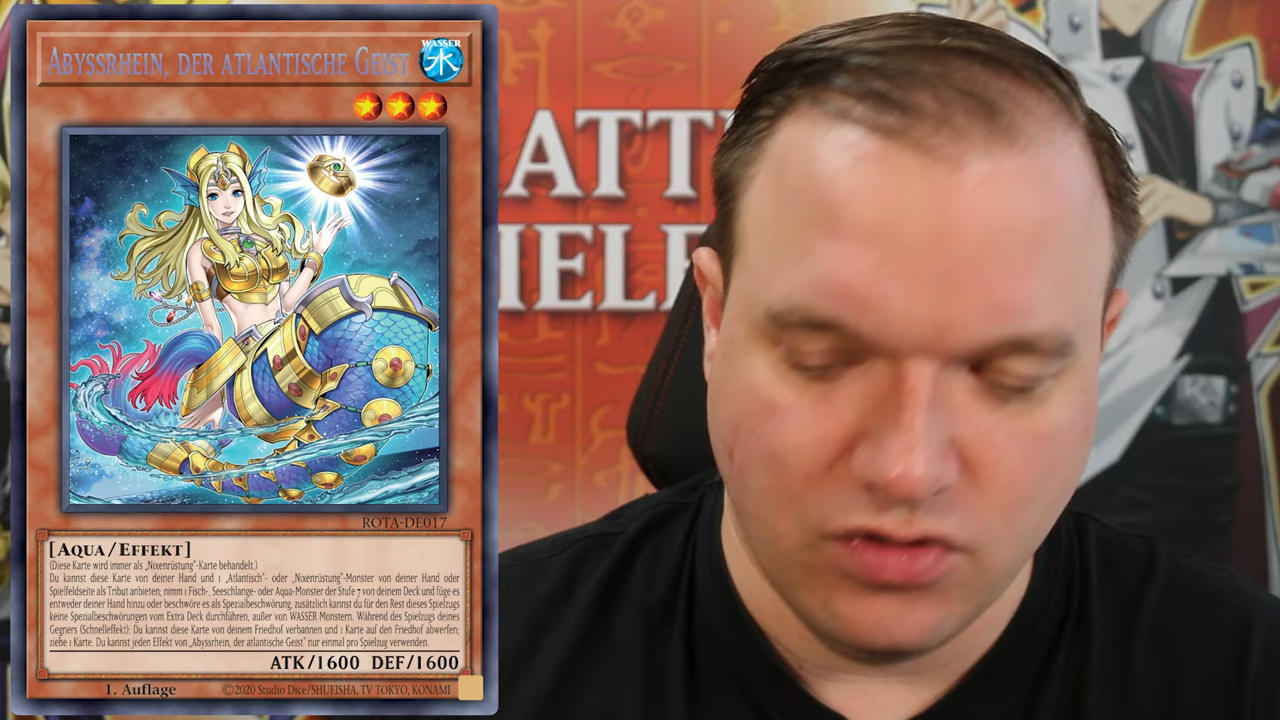 Abyssrhein, der atlantische Geist
WASSER
水
ATT
IELE
ROTA-DE017
[Aqua/Effekt]
(Diese Karte wird immer als „Nixenrüstung"-Karte behandelt.)
Du kannst diese Karte von deiner Hand und 1 „Atlantisch"- oder „Nixenrüstung"-Monster von deiner Hand oder
Spielfeldseite als Tribut anbieten; nimm 1 Fisch-, Seeschlange- oder Aqua-Monster der Stufe 7 von deinem Deck und füge es
entweder deiner Hand hinzu oder beschwöre es als Spezialbeschwörung, zusätzlich kannst du für den Rest dieses Spielzugs
keine Spezialbeschwörungen vom Extra Deck durchführen, außer von WASSER Monstern. Während des Spielzugs deines
Gegners (Schnelleffekt): Du kannst diese Karte von deinem Friedhof verbannen und 1 Karte auf den Friedhof abwerfen;
ziehe 1 Karte. Du kannst jeden Effekt von „Abyssrhein, der atlantische Geist" nur einmal pro Spielzug verwenden.
ATK/1600 DEF/1600
1. Auflage
©2020 Studio Dice/SHUEISHA, TV TOKYO, KONAMI